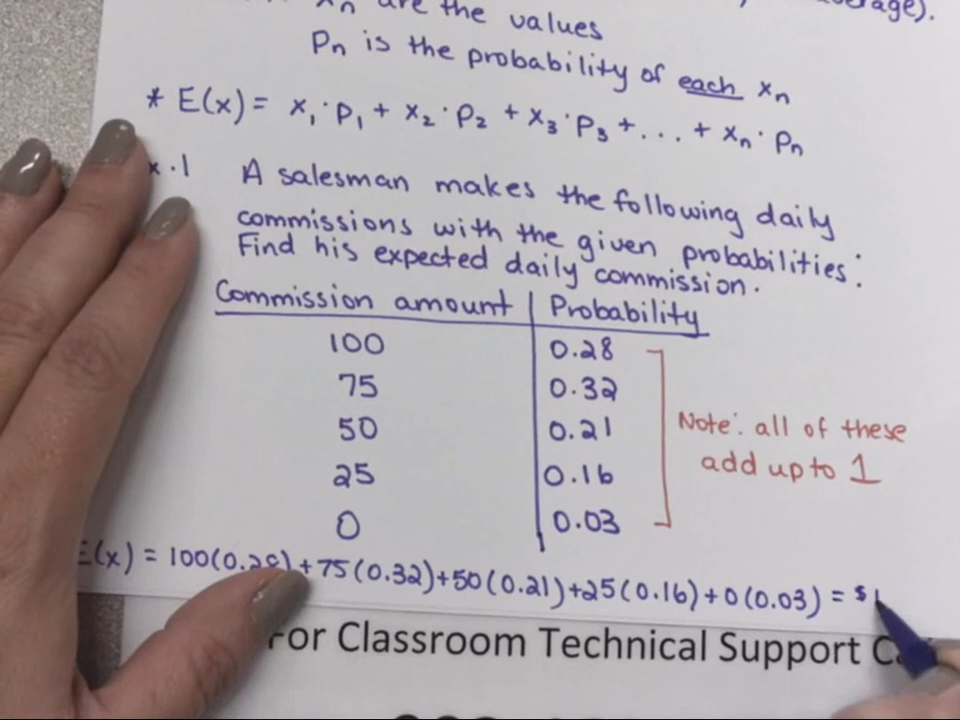 xn are the values
Pn is the probability of each xn
* E(x) = x1·p1 + x2·p2 + x3·p3 + ... + xn·pn
x.1 A salesman makes the following daily
commissions with the given probabilities:
Find his expected daily commission.
Commission amount | Probability
100 0.28
75 0.32
50 0.21
25 0.16
0 0.03
Note: all of these
add up to 1
E(x) = 100(0.28)+75(0.32)+50(0.21)+25(0.16)+0(0.03) = $
For Classroom Technical Support